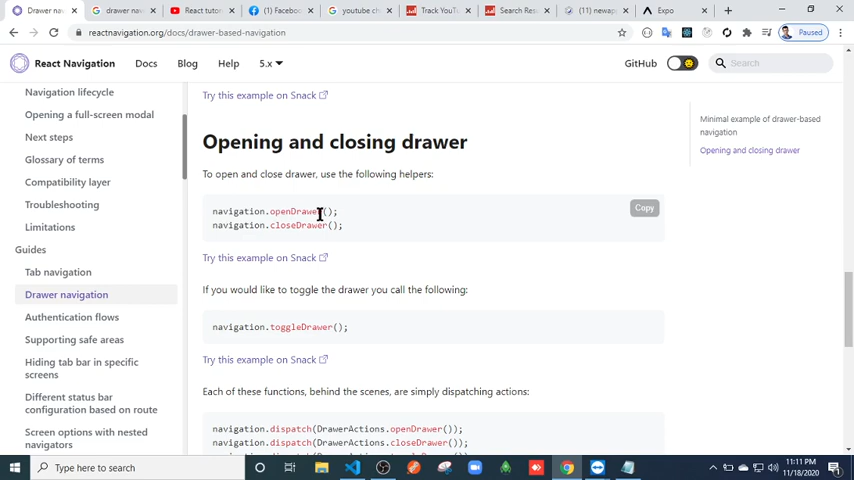 Drawer nav
drawer nav
React tutor
(1) Faceboo
youtube ch
Track YouT
Search Res
(11) newap
Expo
reactnavigation.org/docs/drawer-based-navigation
Paused
React Navigation
Docs
Blog
Help
5.x
GitHub
Search
Navigation lifecycle
Opening a full-screen modal
Next steps
Glossary of terms
Compatibility layer
Troubleshooting
Limitations
Guides
Tab navigation
Drawer navigation
Authentication flows
Supporting safe areas
Hiding tab bar in specific
screens
Different status bar
configuration based on route
Screen options with nested
navigators
Try this example on Snack
Opening and closing drawer
To open and close drawer, use the following helpers:
navigation.openDrawer();
navigation.closeDrawer();
Copy
Try this example on Snack
If you would like to toggle the drawer you call the following:
navigation.toggleDrawer();
Try this example on Snack
Each of these functions, behind the scenes, are simply dispatching actions:
navigation.dispatch(DrawerActions.openDrawer());
navigation.dispatch(DrawerActions.closeDrawer());
Minimal example of drawer-based
navigation
Opening and closing drawer
Type here to search
11:11 PM
11/18/2020